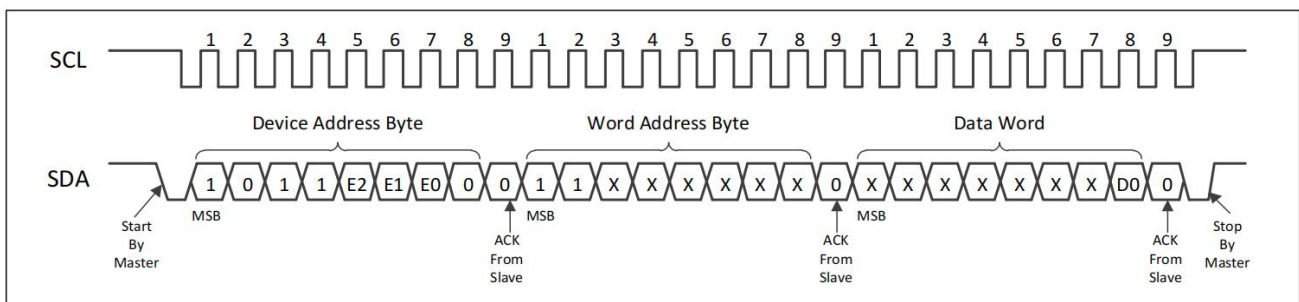 1 2 3 4 5 6 7 8 9 1 2 3 4 5 6 7 8 9 1 2 3 4 5 6 7 8 9
SCL
Device Address Byte Word Address Byte Data Word
SDA 1 0 1 1 E2 E1 E0 0 0 1 1 X X X X X X 0 X X X X X X X D0 0
MSB MSB MSB
Start
By
Master
ACK
From
Slave
ACK
From
Slave
ACK
From
Slave
Stop
By
Master